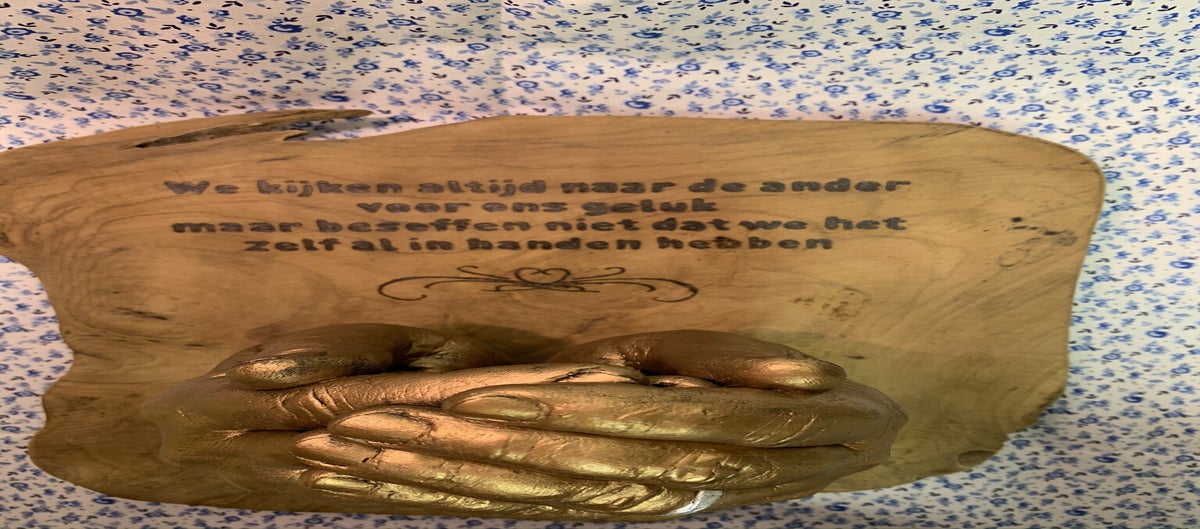 We kijken altijd naar de ander
voor ons geluk
maar beseffen niet dat we het
zelf al in handen hebben